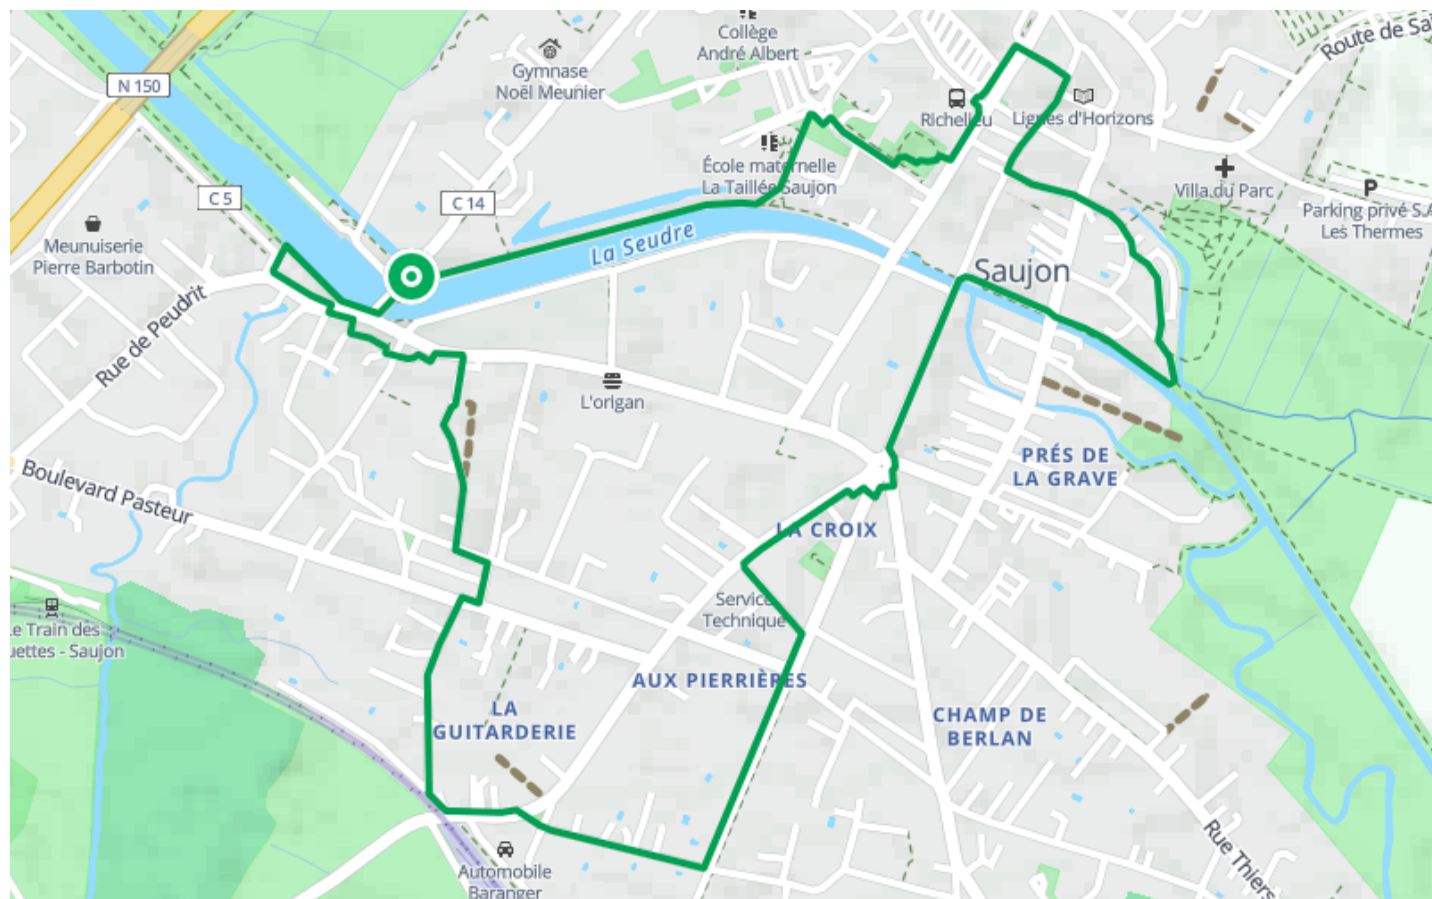 Collège
André Albert
Route de Sa
Gymnase
Noël Meunier
N 150
Richelieu
Lignes d'Horizons
École maternelle
La Taillée Saujon
Villa du Parc
P
Parking privé S.A
Les Thermes
C 5
C 14
Meunuiserie
Pierre Barbotin
La Seudre
Saujon
Rue de Peudrit
L'origan
PRÉS DE
LA GRAVE
Boulevard Pasteur
LA CROIX
Service
Technique
Le Train des
uettes - Saujon
AUX PIERRIÈRES
LA
GUITARDERIE
CHAMP DE
BERLAN
Rue Thiers
Automobile
Baranger